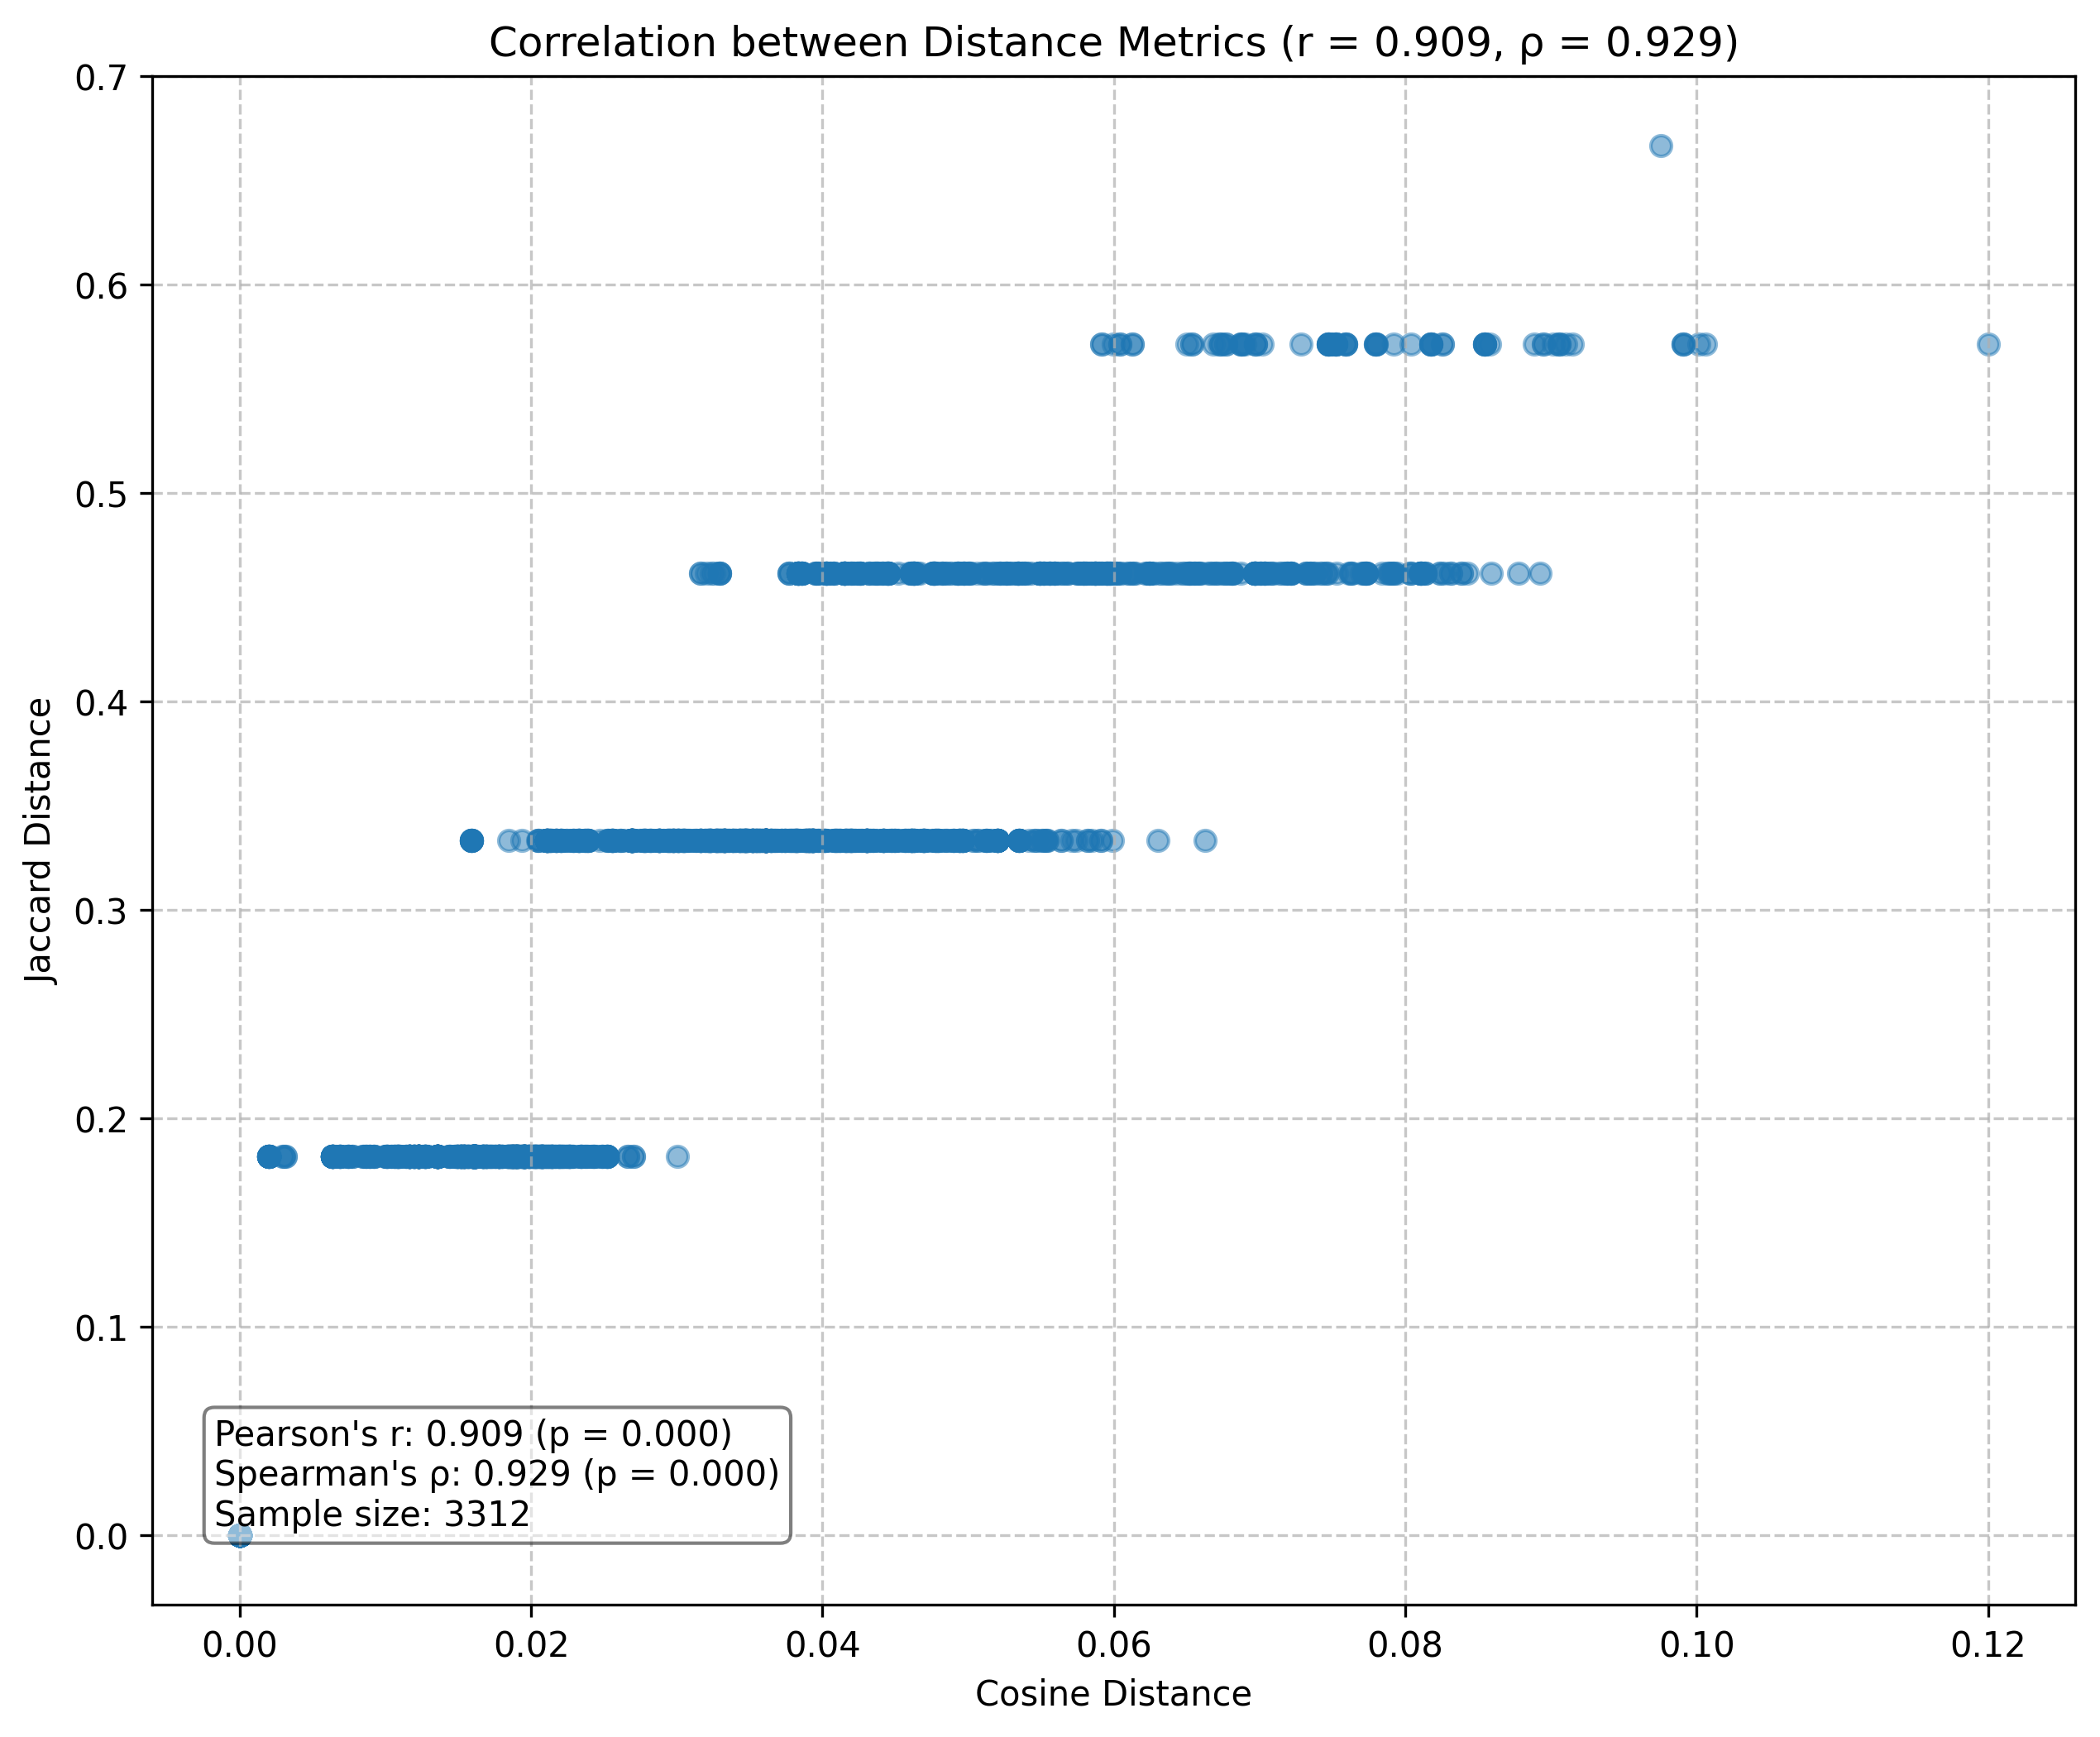 Correlation between Distance Metrics (r = 0.909, ρ = 0.929)
0.7
0.6
0.5
0.4
0.3
0.2
0.1
0.0
Jaccard Distance
Pearson's r: 0.909 (p = 0.000)
Spearman's ρ: 0.929 (p = 0.000)
Sample size: 3312
0.00 0.02 0.04 0.06 0.08 0.10 0.12
Cosine Distance